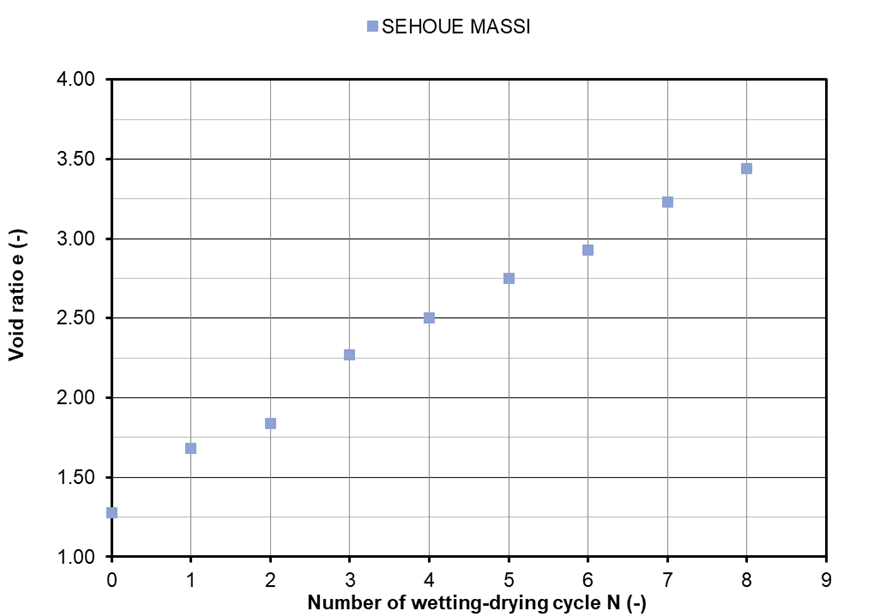 SEHOUE MASSI
4.00
3.50
3.00
2.50
2.00
1.50
1.00
Void ratio e (-)
0 1 2 3 4 5 6 7 8 9
Number of wetting-drying cycle N (-)